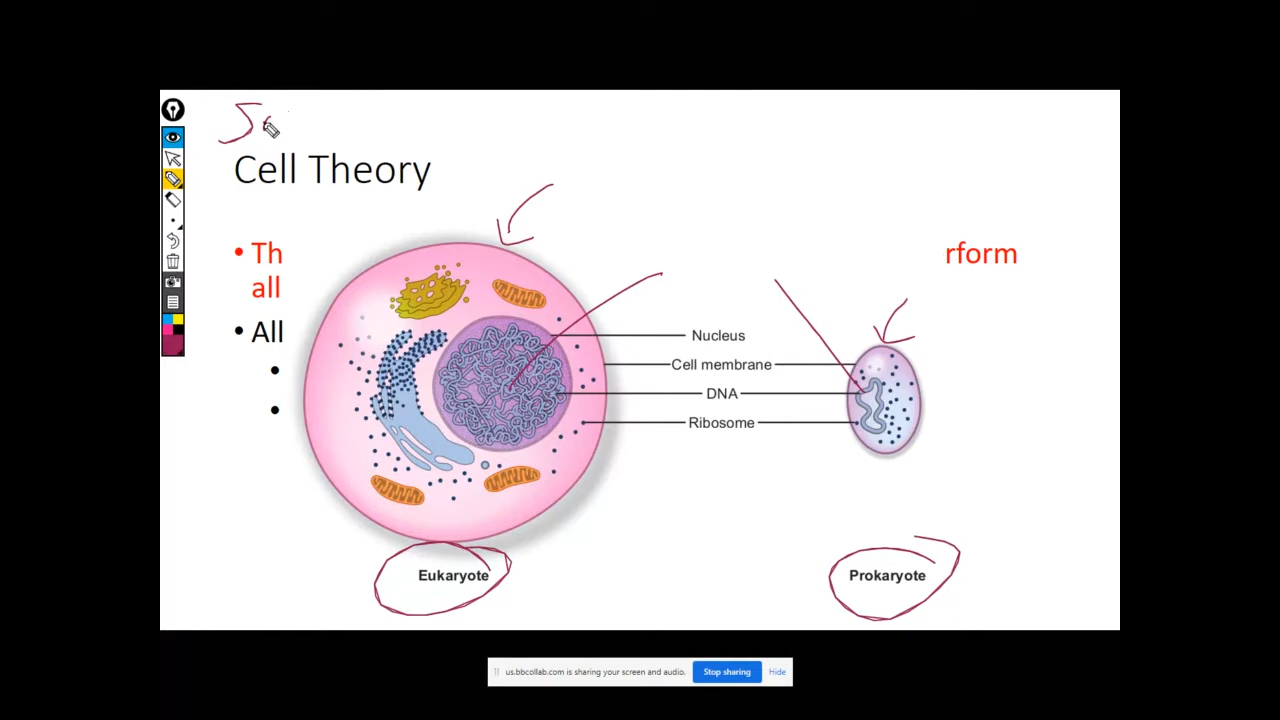 Cell Theory
• Th
rform
all
• All
•
•
Nucleus
Cell membrane
DNA
Ribosome
Eukaryote
Prokaryote
us.bbcollab.com is sharing your screen and audio. Stop sharing Hide